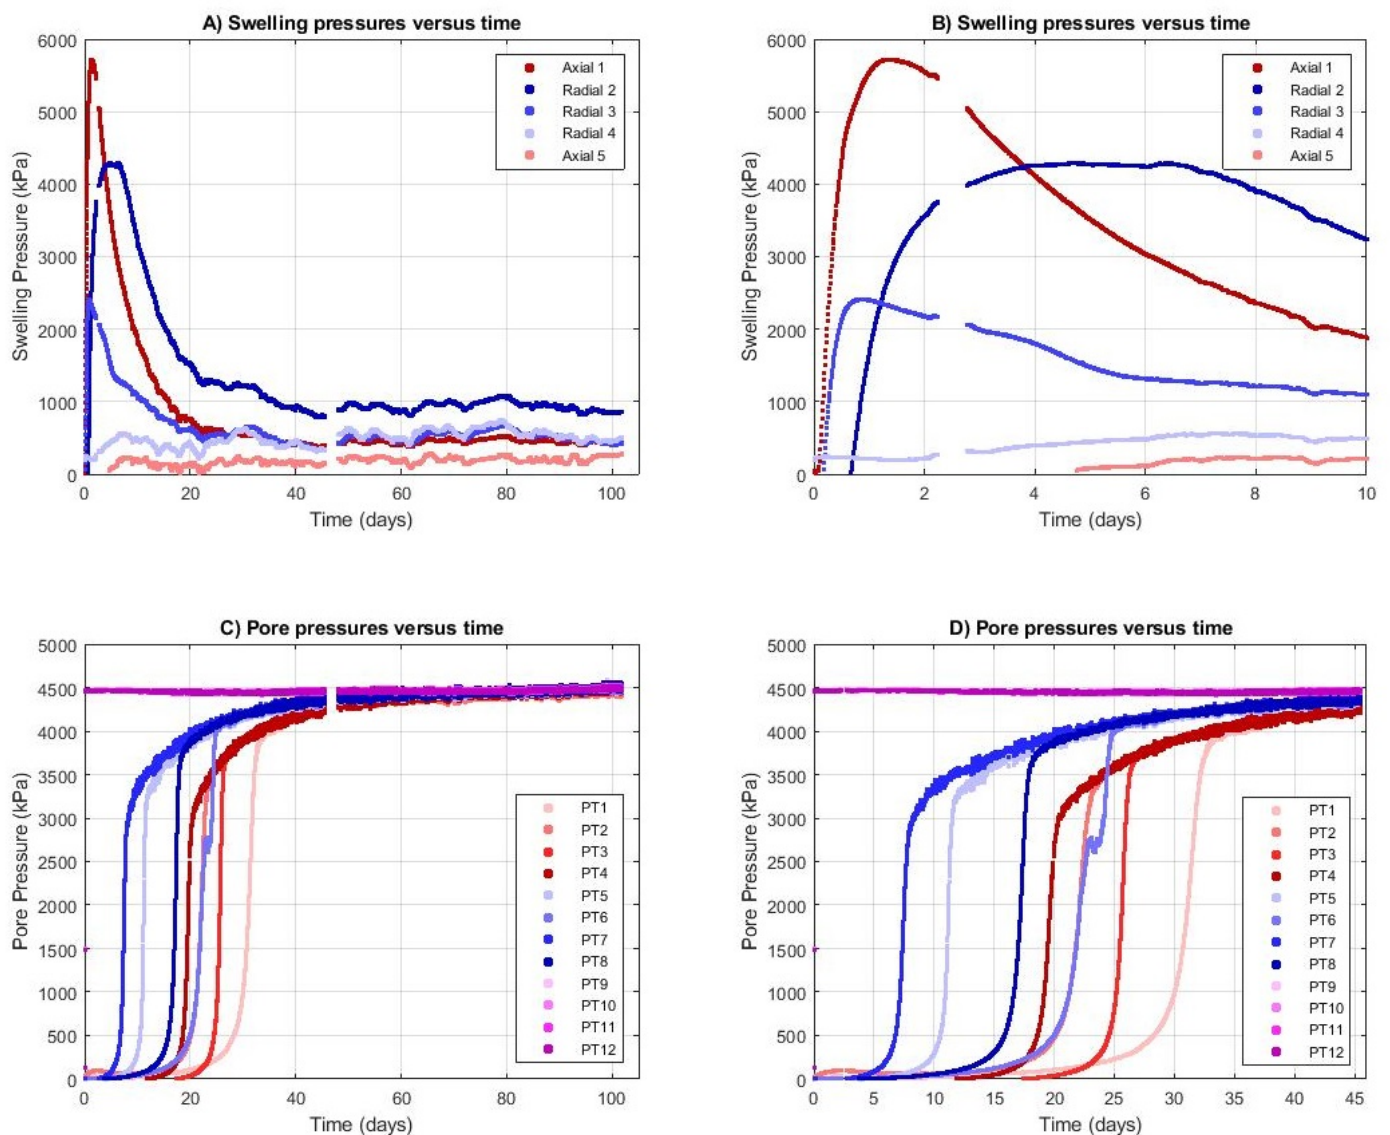 A) Swelling pressures versus time
6000
5000
4000
3000
2000
1000
0
Swelling Pressure (kPa)
0 20 40 60 80 100
Time (days)
Axial 1
Radial 2
Radial 3
Radial 4
Axial 5
B) Swelling pressures versus time
6000
5000
4000
3000
2000
1000
0
Swelling Pressure (kPa)
0 2 4 6 8 10
Time (days)
Axial 1
Radial 2
Radial 3
Radial 4
Axial 5
C) Pore pressures versus time
5000
4500
4000
3500
3000
2500
2000
1500
1000
500
0
Pore Pressure (kPa)
0 20 40 60 80 100
Time (days)
PT1
PT2
PT3
PT4
PT5
PT6
PT7
PT8
PT9
PT10
PT11
PT12
D) Pore pressures versus time
5000
4500
4000
3500
3000
2500
2000
1500
1000
500
0
Pore Pressure (kPa)
0 5 10 15 20 25 30 35 40 45
Time (days)
PT1
PT2
PT3
PT4
PT5
PT6
PT7
PT8
PT9
PT10
PT11
PT12